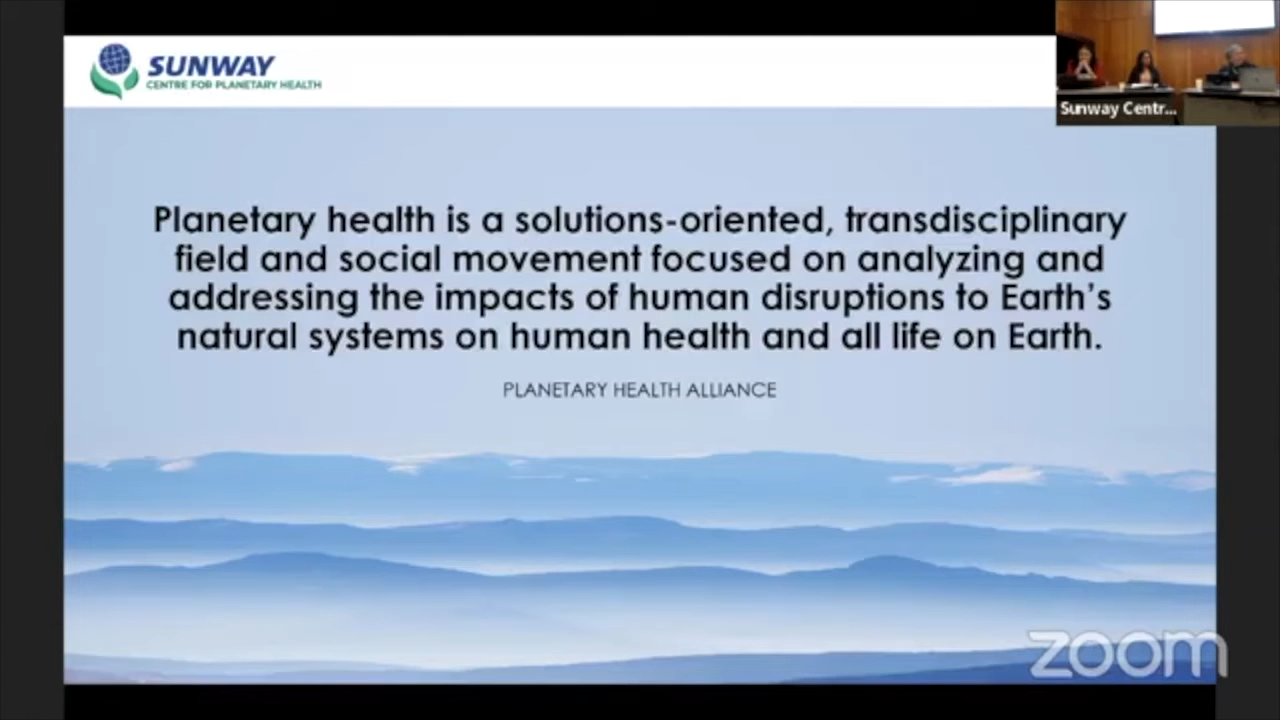 SUNWAY
CENTRE FOR PLANETARY HEALTH
Sunway Centr...
Planetary health is a solutions-oriented, transdisciplinary
field and social movement focused on analyzing and
addressing the impacts of human disruptions to Earth's
natural systems on human health and all life on Earth.
PLANETARY HEALTH ALLIANCE
zoom